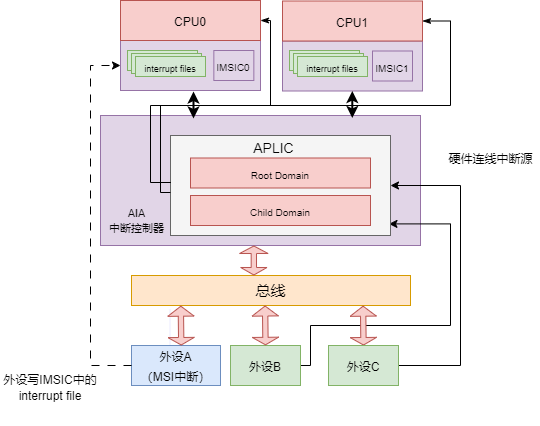 CPU0
CPU1
interrupt files
IMSIC0
interrupt files
IMSIC1
APLIC
Root Domain
Child Domain
AIA
中断控制器
硬件连线中断源
总线
外设A
（MSI中断）
外设B
外设C
外设写IMSIC中的
interrupt file